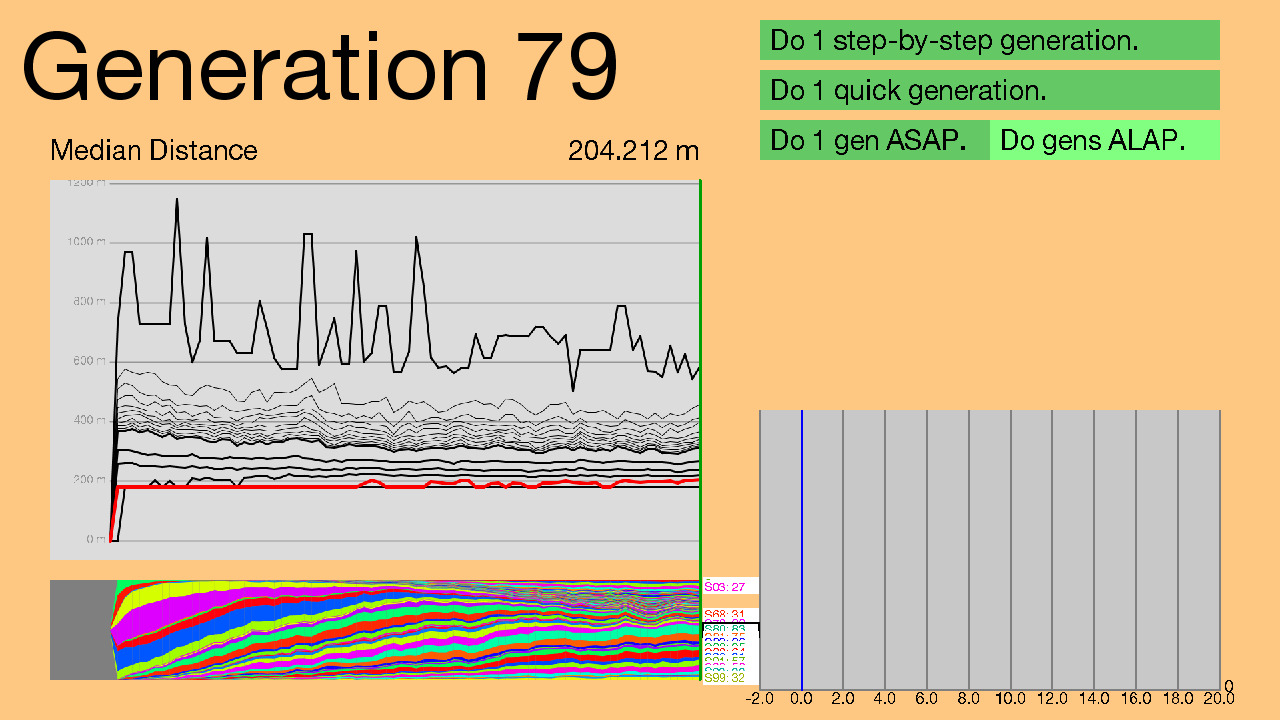 Generation 79
Do 1 step-by-step generation.
Do 1 quick generation.
Do 1 gen ASAP.
Do gens ALAP.
Median Distance
204.212 m
1200 m
1000 m
800 m
600 m
400 m
200 m
0 m
S03: 27
S68: 31
S99: 32
0
-2.0 0.0 2.0 4.0 6.0 8.0 10.0 12.0 14.0 16.0 18.0 20.0